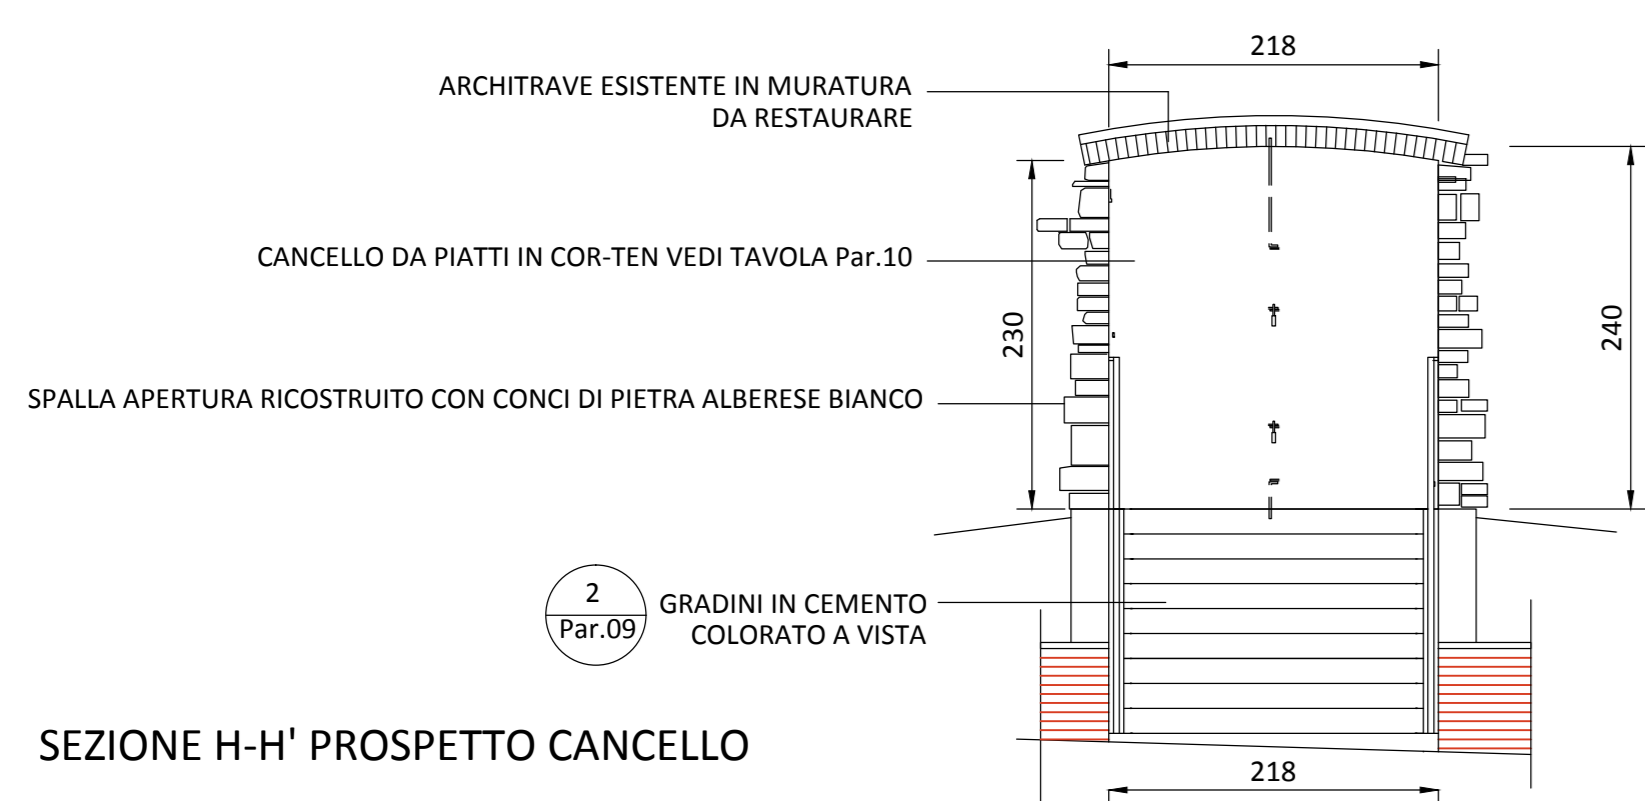 218
ARCHITRAVE ESISTENTE IN MURATURA
DA RESTAURARE
CANCELLO DA PIATTI IN COR-TEN VEDI TAVOLA Par.10
230
240
SPALLA APERTURA RICOSTRUITO CON CONCI DI PIETRA ALBERESE BIANCO
2
Par.09
GRADINI IN CEMENTO
COLORATO A VISTA
SEZIONE H-H' PROSPETTO CANCELLO
218